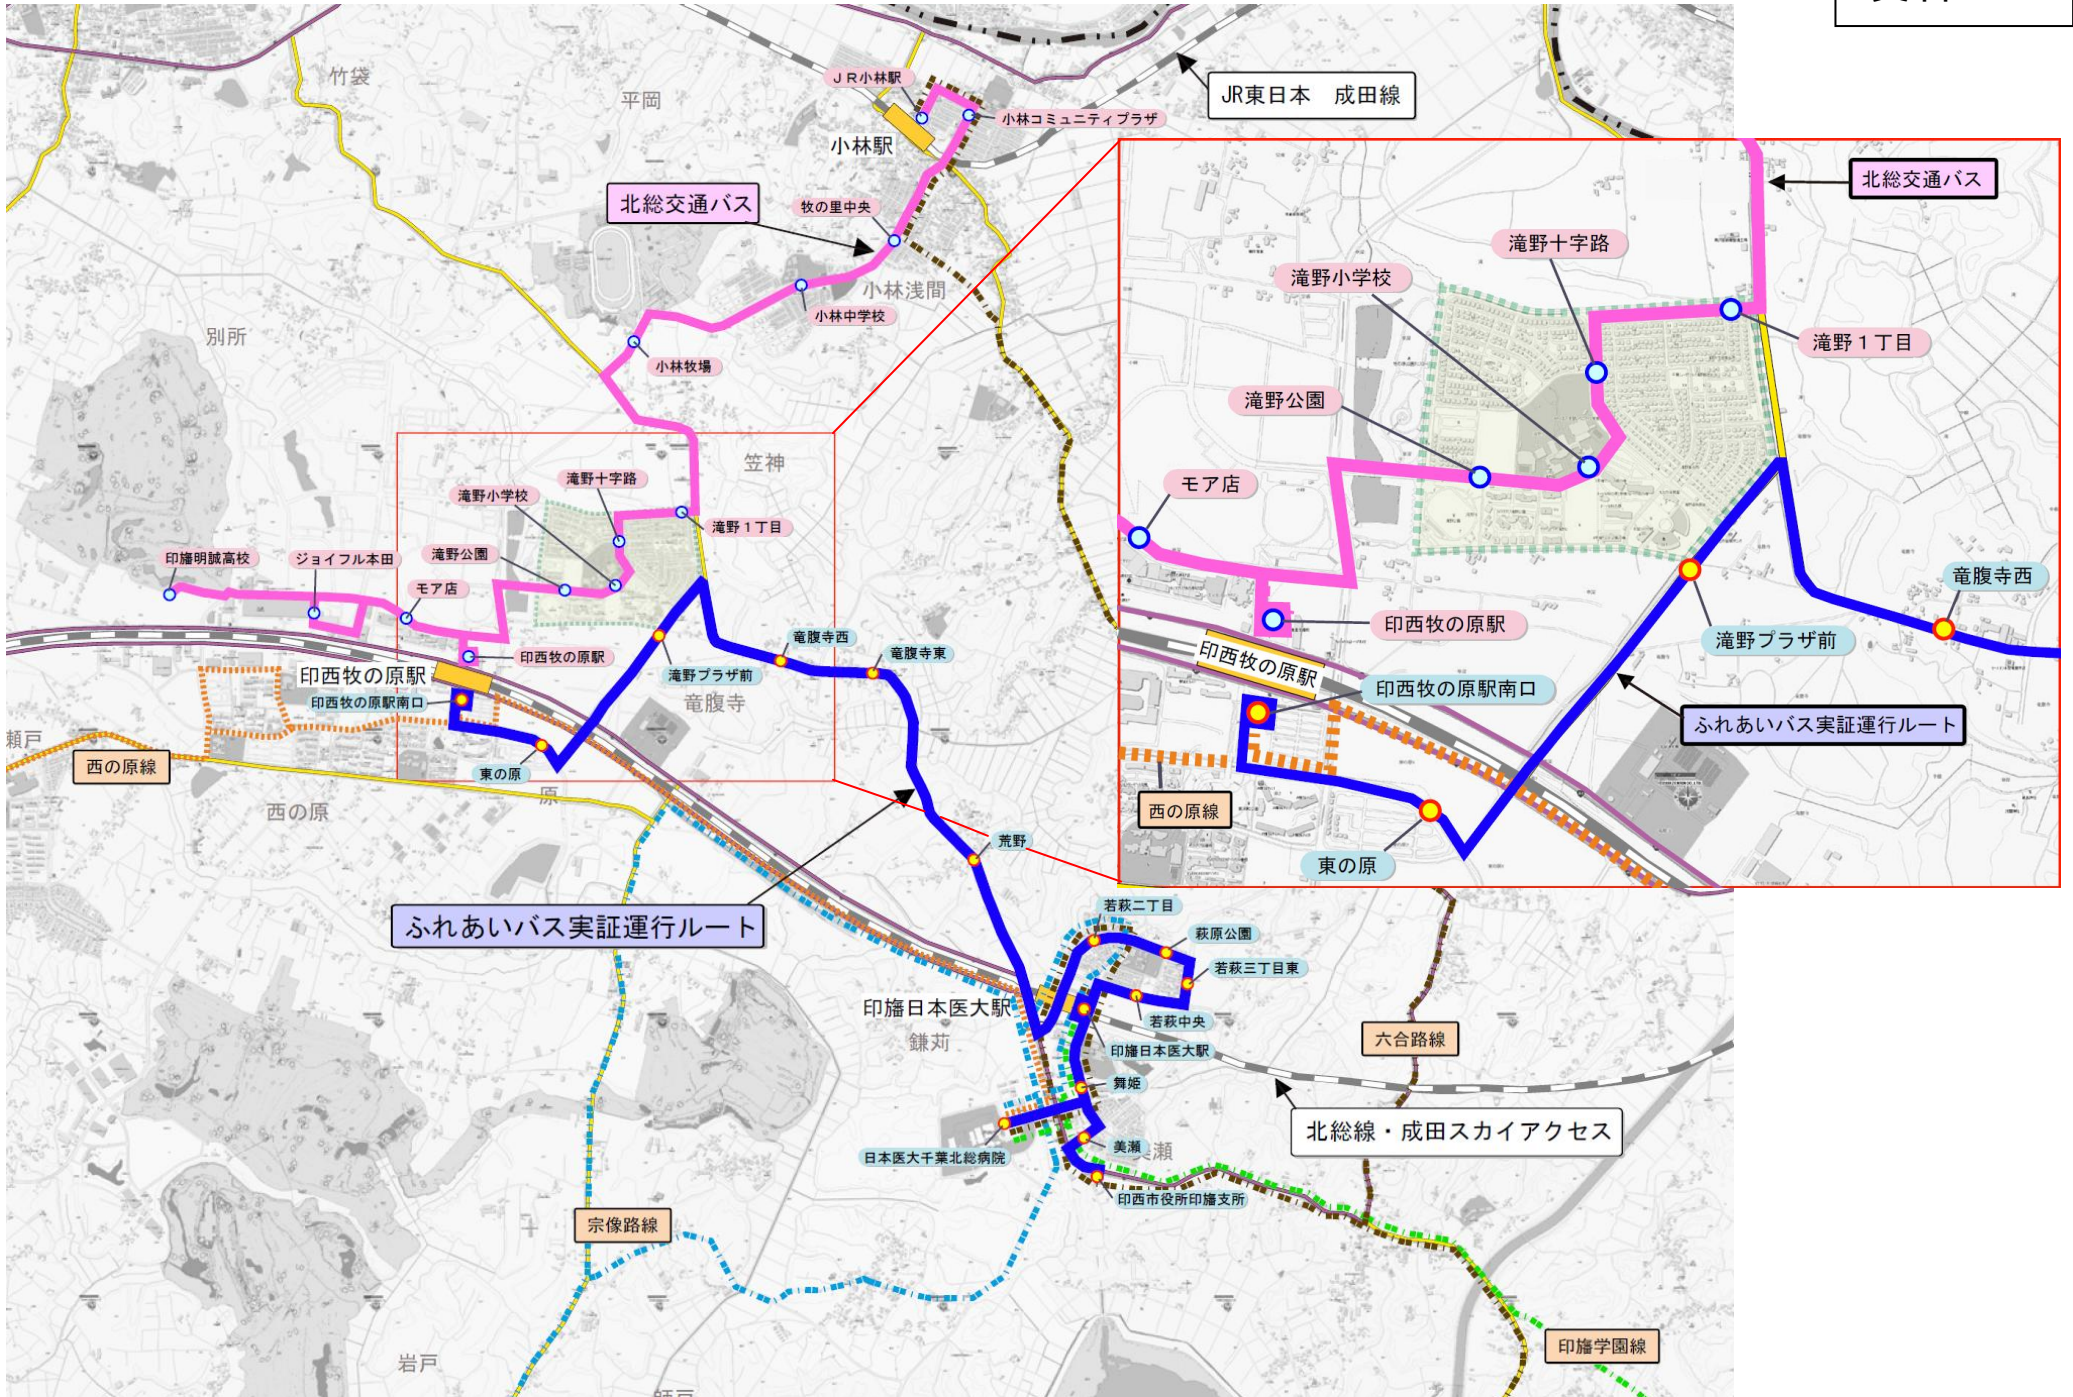 竹袋
平岡
JR小林駅
小林コミュニティプラザ
JR東日本　成田線
小林駅
北総交通バス
牧の里中央
小林浅間
小林中学校
別所
小林牧場
笠神
滝野十字路
滝野小学校
滝野1丁目
印旛明誠高校
ジョイフル本田
滝野公園
モア店
印西牧の原駅
竜腹寺西
竜腹寺東
印西牧の原駅
滝野プラザ前
印西牧の原駅南口
竜腹寺
瀬戸
西の原線
東の原
原
西の原
荒野
ふれあいバス実証運行ルート
若萩二丁目
萩原公園
若萩三丁目東
印旛日本医大駅
若萩中央
鎌苅
印旛日本医大駅
六合路線
舞姫
北総線・成田スカイアクセス
日本医大千葉北総病院
美瀬
美瀬
印西市役所印旛支所
宗像路線
印旛学園線
岩戸
北総交通バス
滝野十字路
滝野小学校
滝野1丁目
滝野公園
モア店
竜腹寺西
印西牧の原駅
滝野プラザ前
印西牧の原駅
印西牧の原駅南口
ふれあいバス実証運行ルート
西の原線
東の原